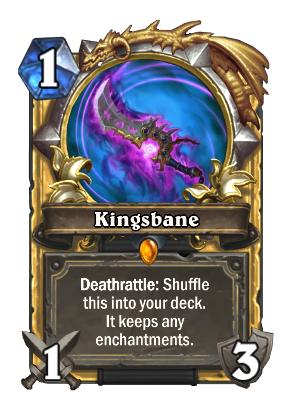 1
Kingsbane
Deathrattle: Shuffle
this into your deck.
It keeps any
enchantments.
1
3